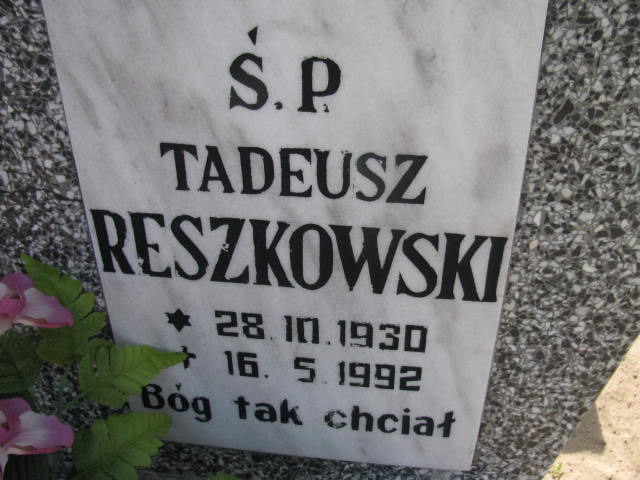 Ś.P.
TADEUSZ
RESZKOWSKI
✶ 28.10.1930
✝ 16.5.1992
Bóg tak chciał